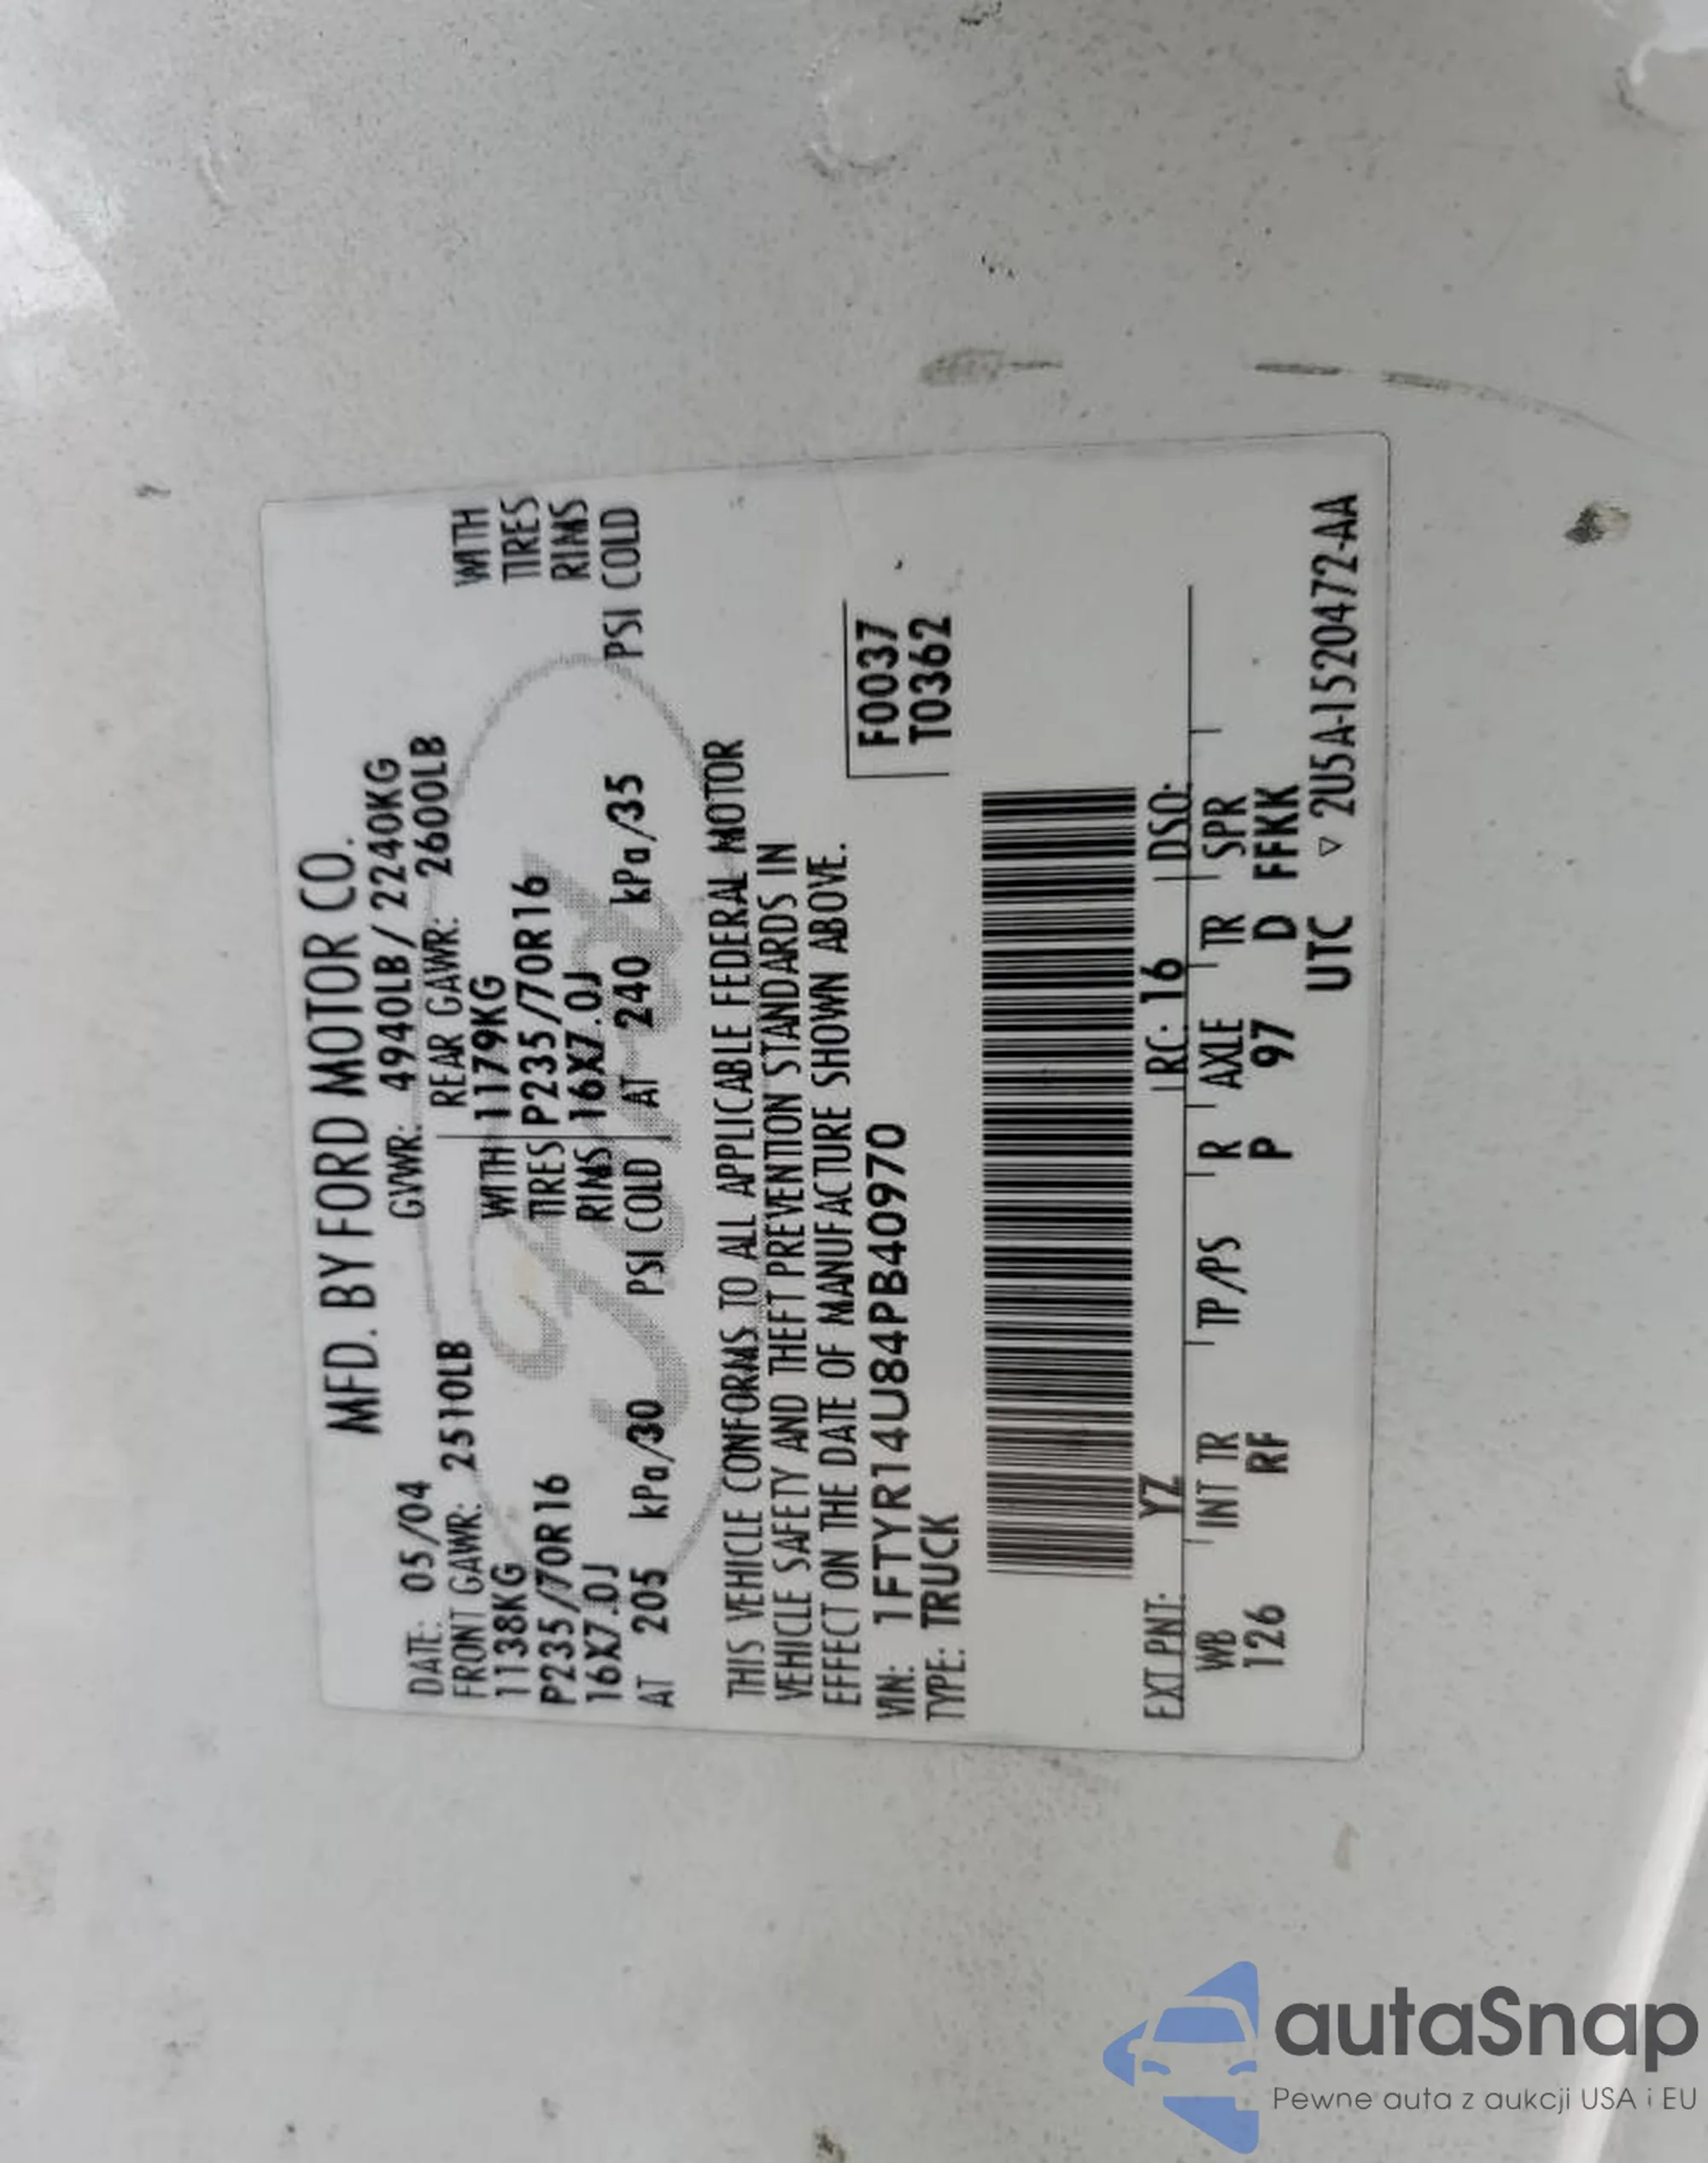 MFD. BY FORD MOTOR CO.
DATE: 05/04 GVWR: 4940LB/ 2240KG
FRONT GAWR: 2510LB REAR GAWR: 2600LB
1138KG WITH 1179KG WITH
P235/70R16 TIRES P235/70R16 TIRES
16X7.0J RIMS 16X7.0J RIMS
AT 205 kPa/30 PSI COLD AT 240 kPa/35 PSI COLD
THIS VEHICLE CONFORMS TO ALL APPLICABLE FEDERAL MOTOR
VEHICLE SAFETY AND THEFT PREVENTION STANDARDS IN
EFFECT ON THE DATE OF MANUFACTURE SHOWN ABOVE.
VIN: 1FTYR14U84PB40970 F0037
TYPE: TRUCK T0362
EXT PNT: YZ RC: 16 DSO:
WB INT TR TP/PS R AXLE TR SPR
126 RF P 97 D FFKK
UTC ▽ 2U5A-1520472-AA
Ford
autaSnap
Pewne auta z aukcji USA i EU